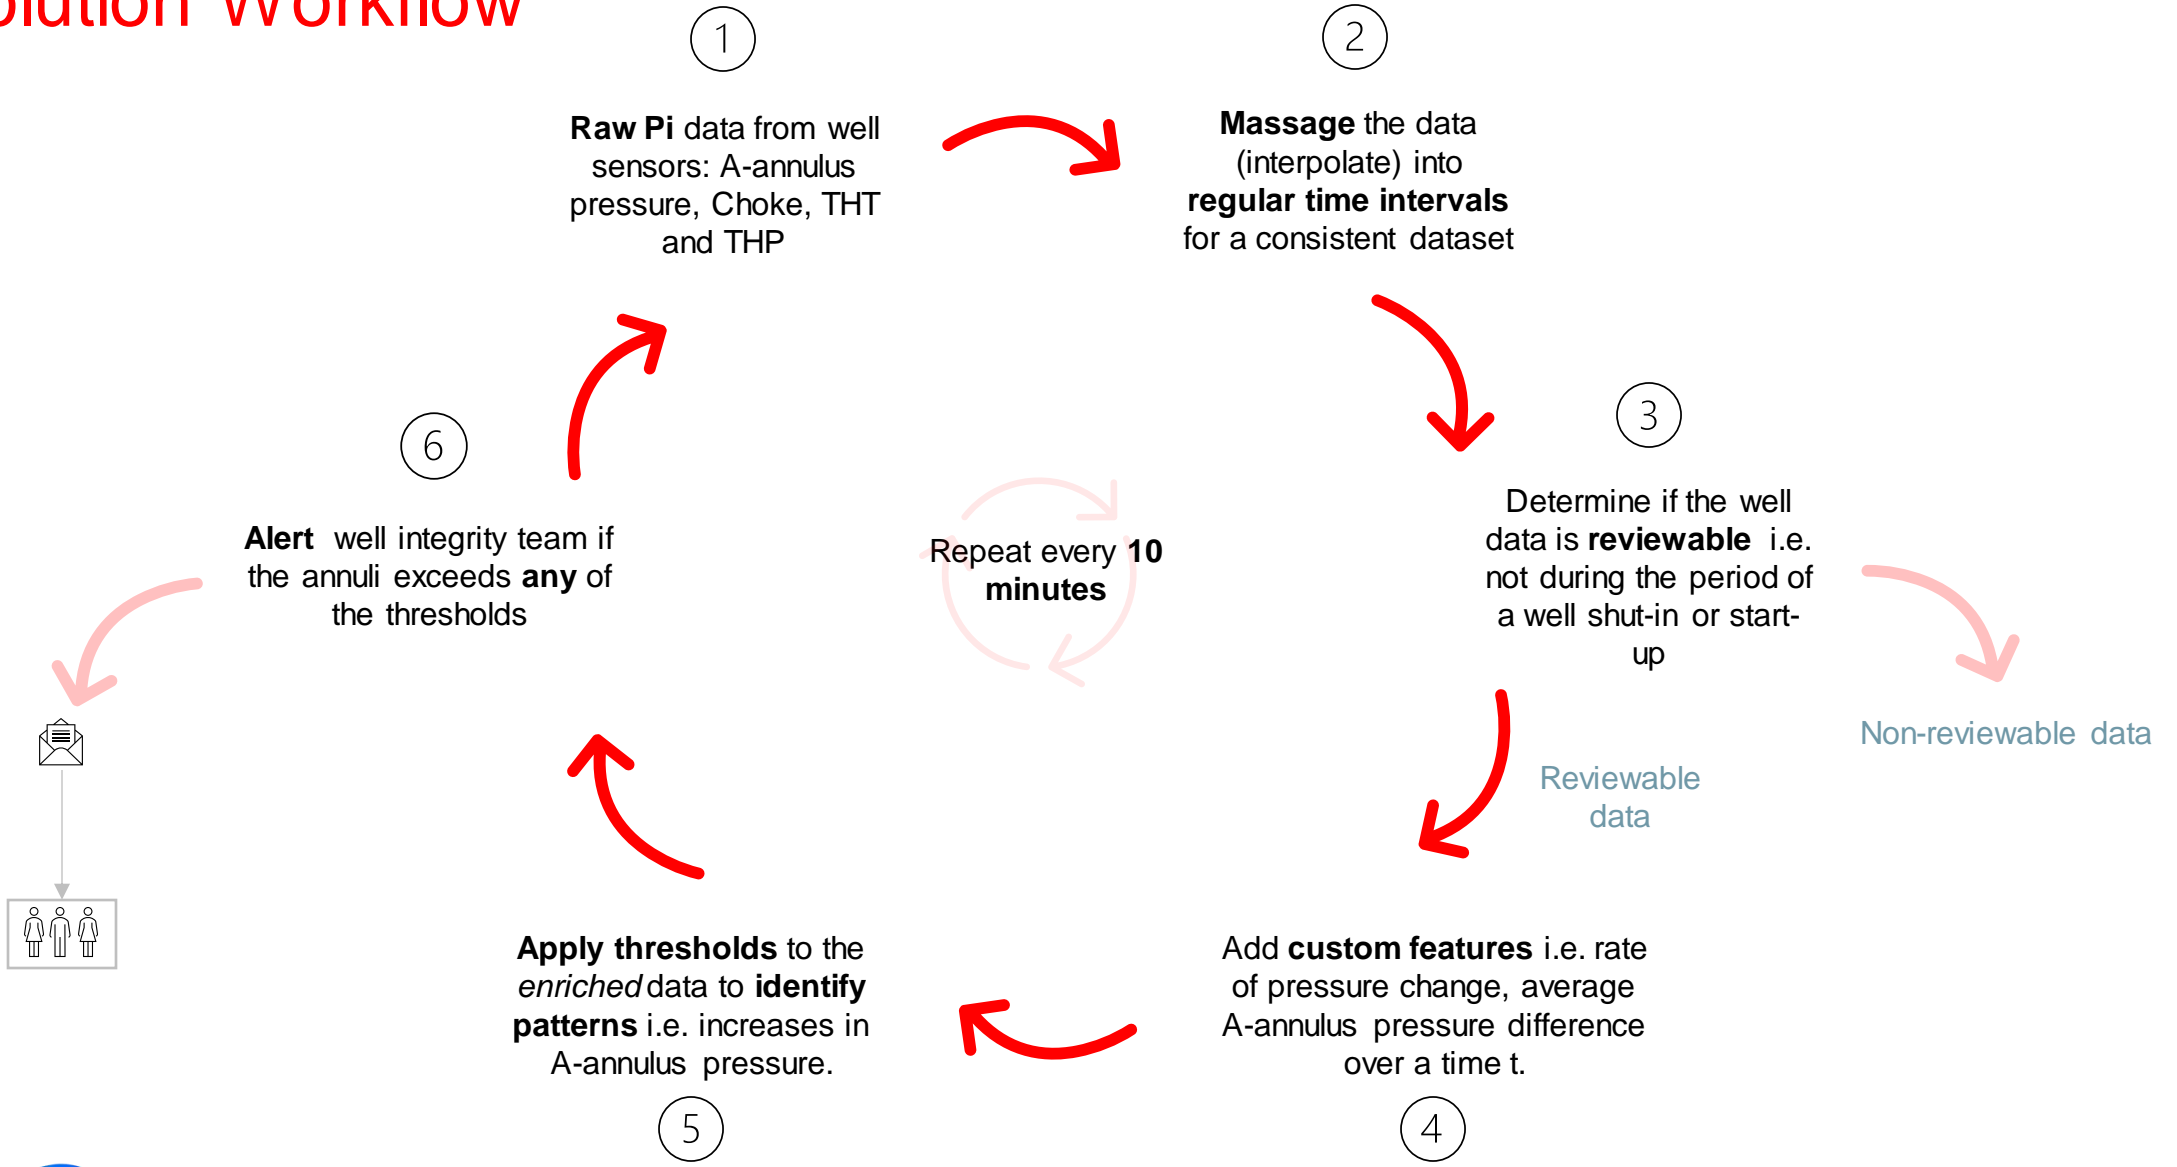 olution Workflow
1
Raw Pi data from well
sensors: A-annulus
pressure, Choke, THT
and THP
2
Massage the data
(interpolate) into
regular time intervals
for a consistent dataset
3
Determine if the well
data is reviewable i.e.
not during the period of
a well shut-in or start-
up
Non-reviewable data
Reviewable
data
6
Alert well integrity team if
the annuli exceeds any of
the thresholds
Repeat every 10
minutes
Apply thresholds to the
enriched data to identify
patterns i.e. increases in
A-annulus pressure.
5
Add custom features i.e. rate
of pressure change, average
A-annulus pressure difference
over a time t.
4